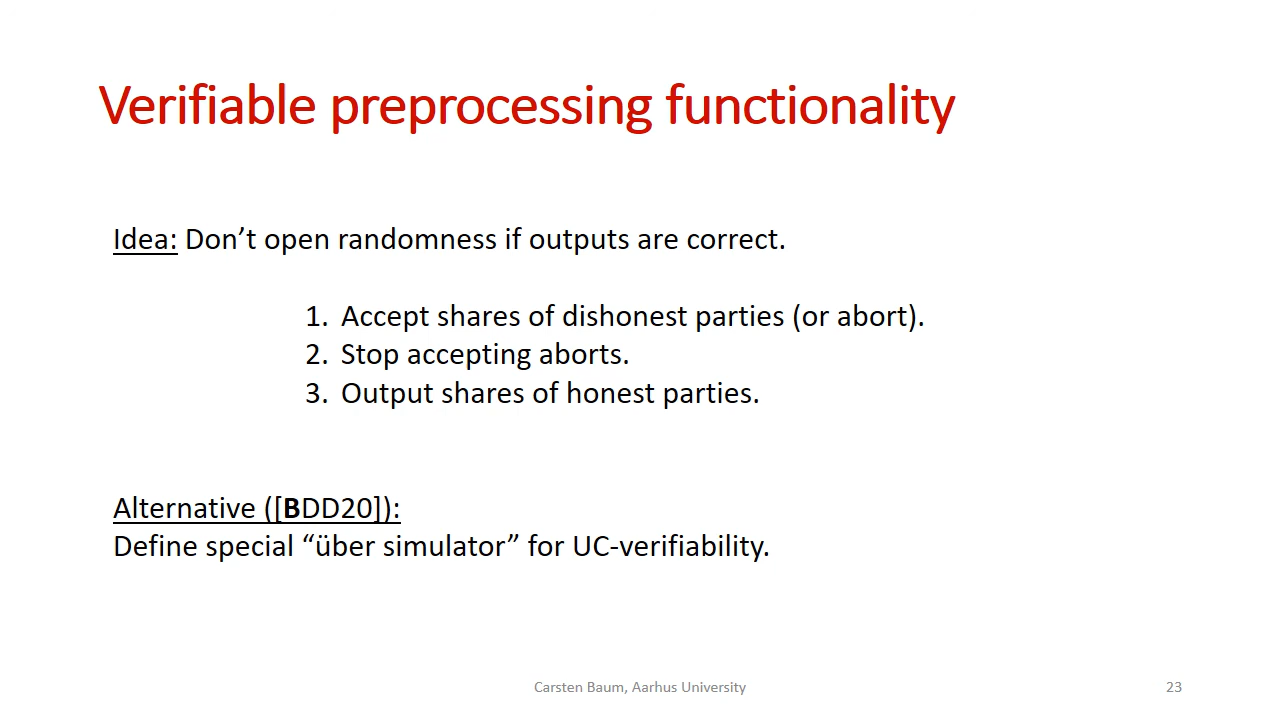 Verifiable preprocessing functionality
Idea: Don’t open randomness if outputs are correct.
1. Accept shares of dishonest parties (or abort).
2. Stop accepting aborts.
3. Output shares of honest parties.
Alternative ([BDD20]):
Define special “über simulator” for UC-verifiability.
Carsten Baum, Aarhus University
23